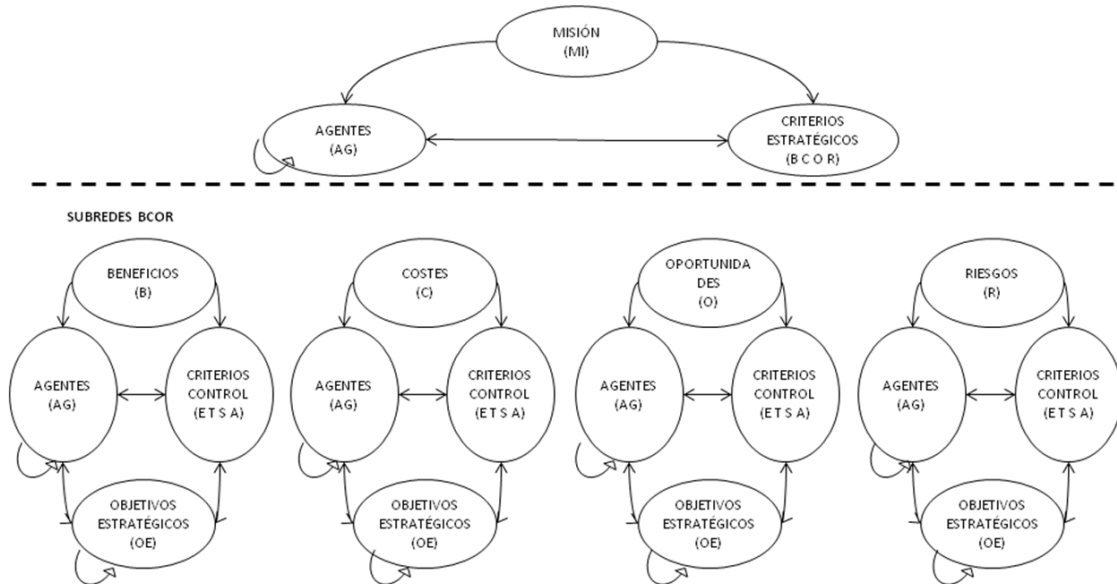 MISIÓN
(MI)
AGENTES
(AG)
CRITERIOS
ESTRATÉGICOS
(B C O R)
SUBREDES BCOR
BENEFICIOS
(B)
AGENTES
(AG)
CRITERIOS
CONTROL
(E T S A)
OBJETIVOS
ESTRATÉGICOS
(OE)
COSTES
(C)
AGENTES
(AG)
CRITERIOS
CONTROL
(E T S A)
OBJETIVOS
ESTRATÉGICOS
(OE)
OPORTUNIDA
DES
(O)
AGENTES
(AG)
CRITERIOS
CONTROL
(E T S A)
OBJETIVOS
ESTRATÉGICOS
(OE)
RIESGOS
(R)
AGENTES
(AG)
CRITERIOS
CONTROL
(E T S A)
OBJETIVOS
ESTRATÉGICOS
(OE)